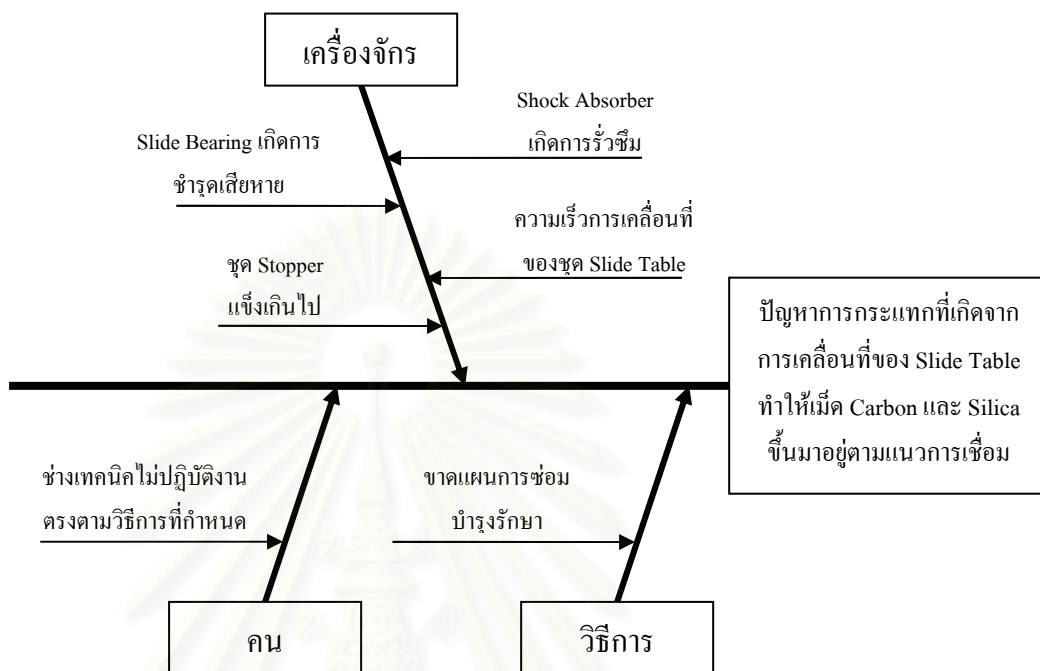 เครื่องจักร
Shock Absorber
เกิดการรั่วซึม
Slide Bearing เกิดการ
ชำรุดเสียหาย
ความเร็วการเคลื่อนที่
ของชุด Slide Table
ชุด Stopper
แข็งเกินไป
ปัญหาการกระแทกที่เกิดจาก
การเคลื่อนที่ของ Slide Table
ทำให้เม็ด Carbon และ Silica
ขึ้นมาอยู่ตามแนวการเชื่อม
ช่างเทคนิคไม่ปฏิบัติงาน
ตรงตามวิธีการที่กำหนด
ขาดแผนการซ่อม
บำรุงรักษา
คน
วิธีการ